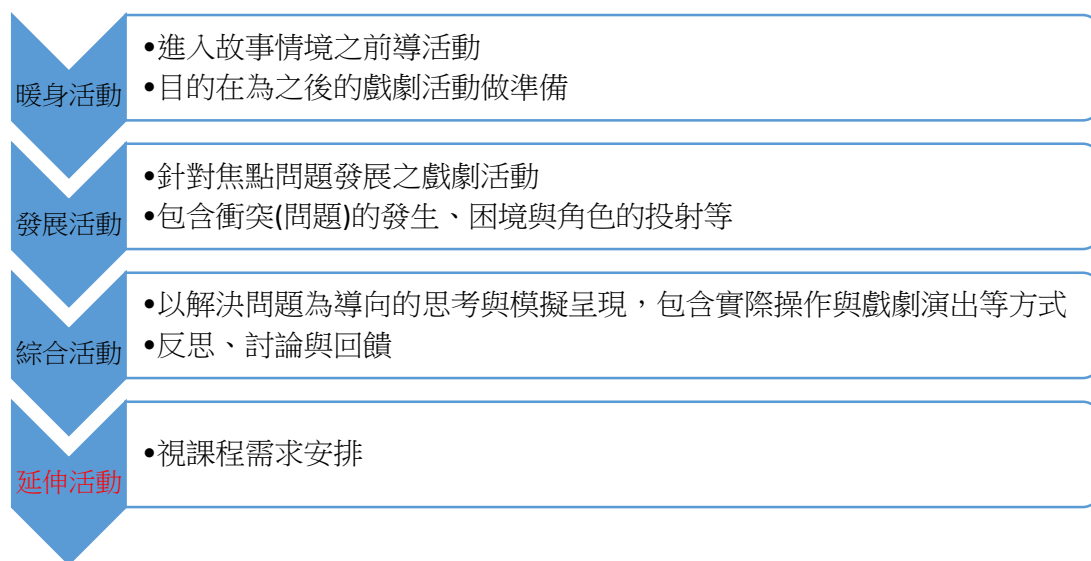 暖身活動
•進入故事情境之前導活動
•目的在為之後的戲劇活動做準備
發展活動
•針對焦點問題發展之戲劇活動
•包含衝突(問題)的發生、困境與角色的投射等
綜合活動
•以解決問題為導向的思考與模擬呈現，包含實際操作與戲劇演出等方式
•反思、討論與回饋
延伸活動
•視課程需求安排